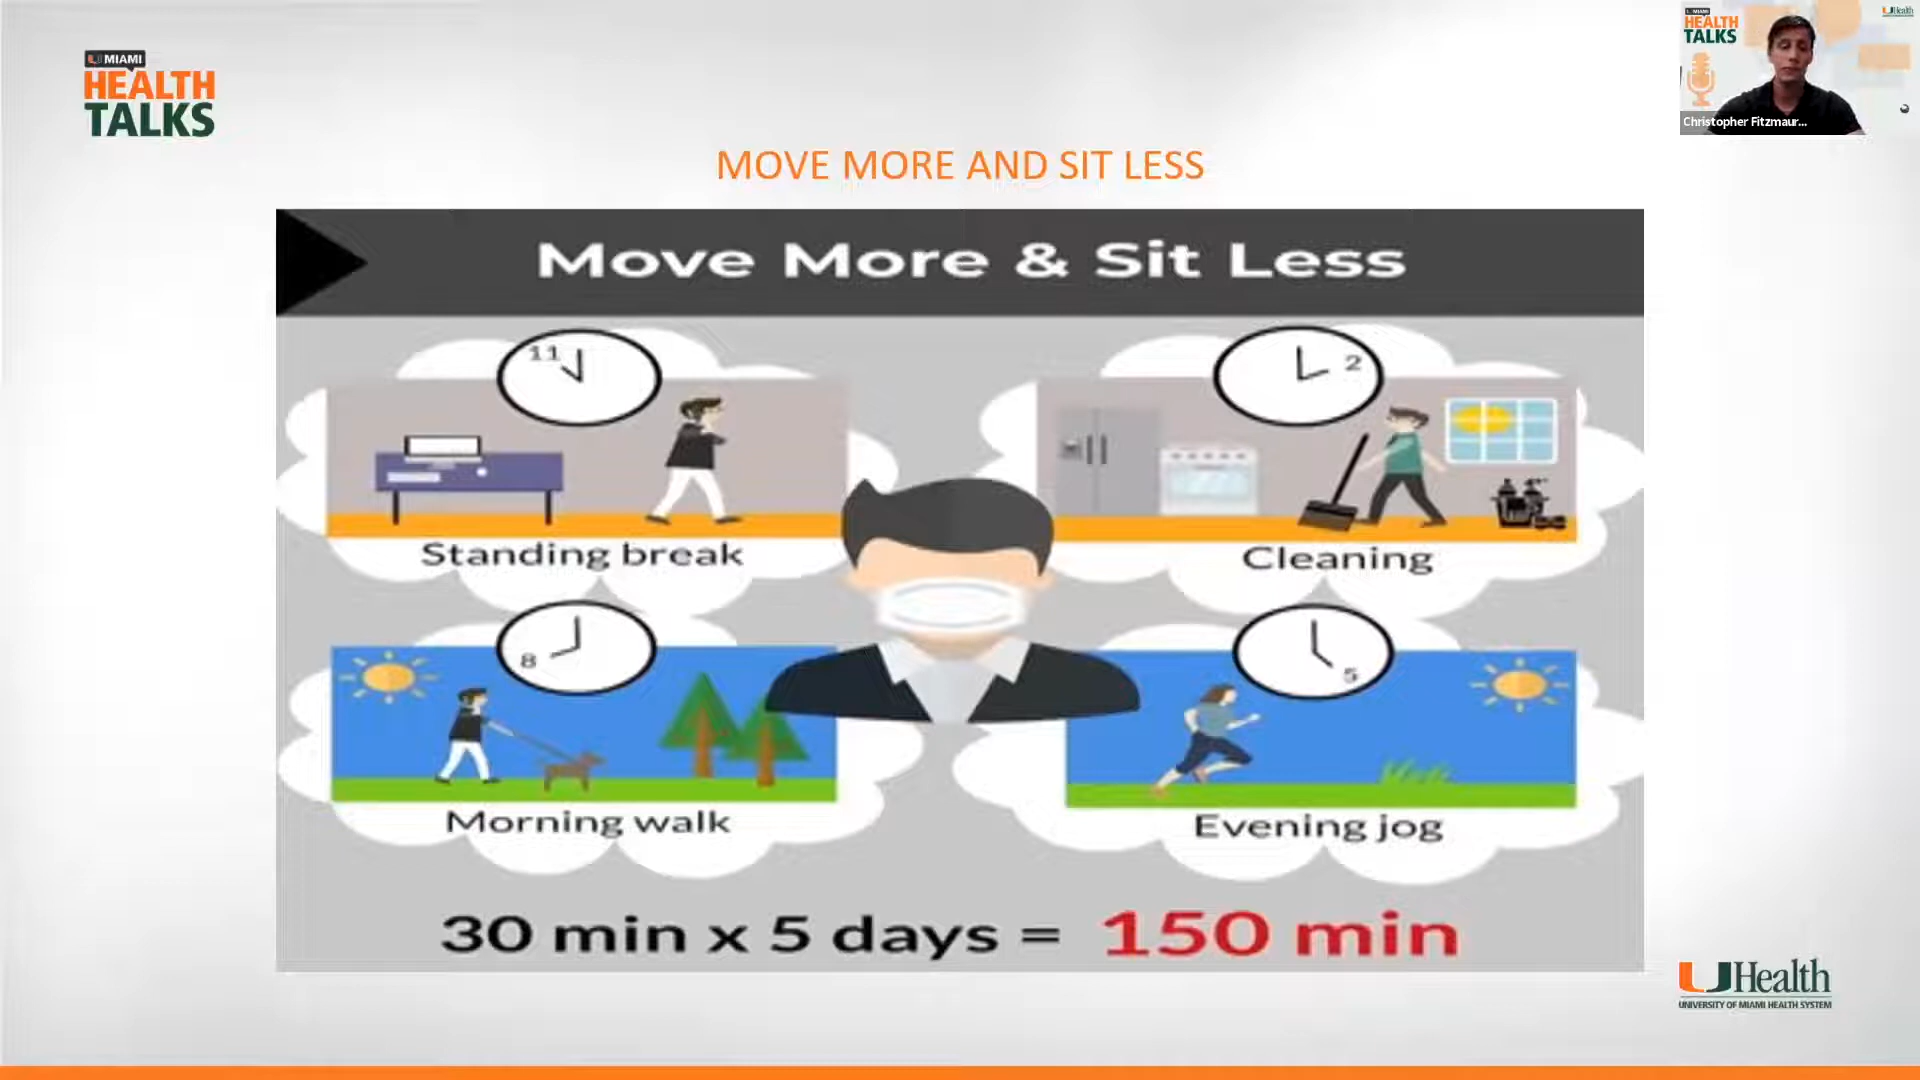 U MIAMI
HEALTH
TALKS
U MIAMI
HEALTH
TALKS
UHealth
Christopher Fitzmaur...
MOVE MORE AND SIT LESS
Move More & Sit Less
11
2
Standing break
Cleaning
8
5
Morning walk
Evening jog
30 min x 5 days = 150 min
UHealth
UNIVERSITY OF MIAMI HEALTH SYSTEM